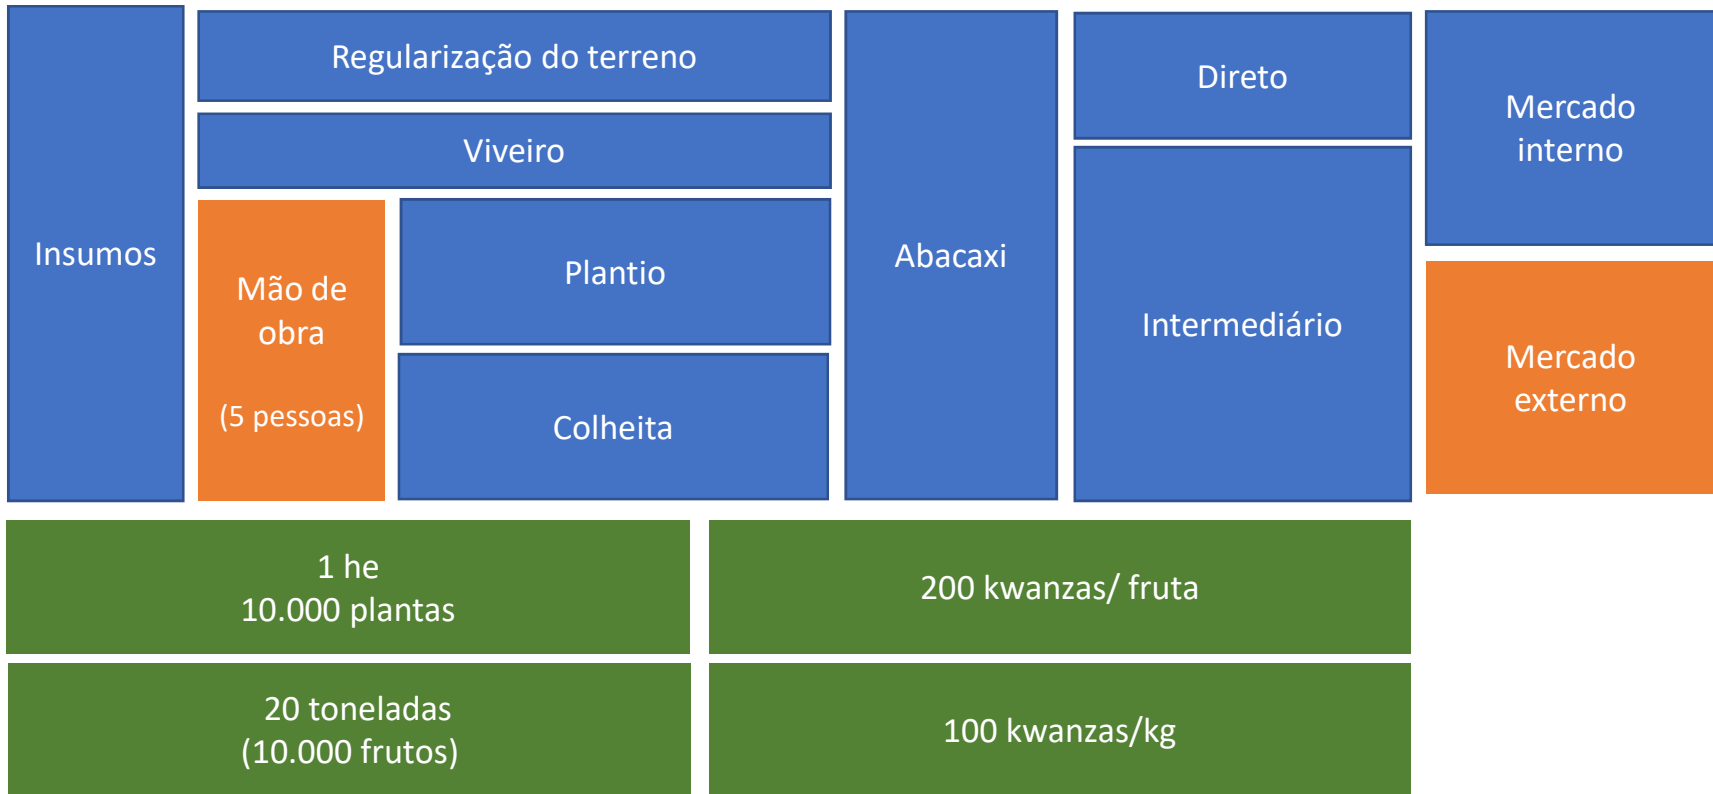 Insumos
Regularização do terreno
Viveiro
Mão de
obra
(5 pessoas)
Plantio
Colheita
Abacaxi
Direto
Intermediário
Mercado
interno
Mercado
externo
1 he
10.000 plantas
200 kwanzas/ fruta
20 toneladas
(10.000 frutos)
100 kwanzas/kg